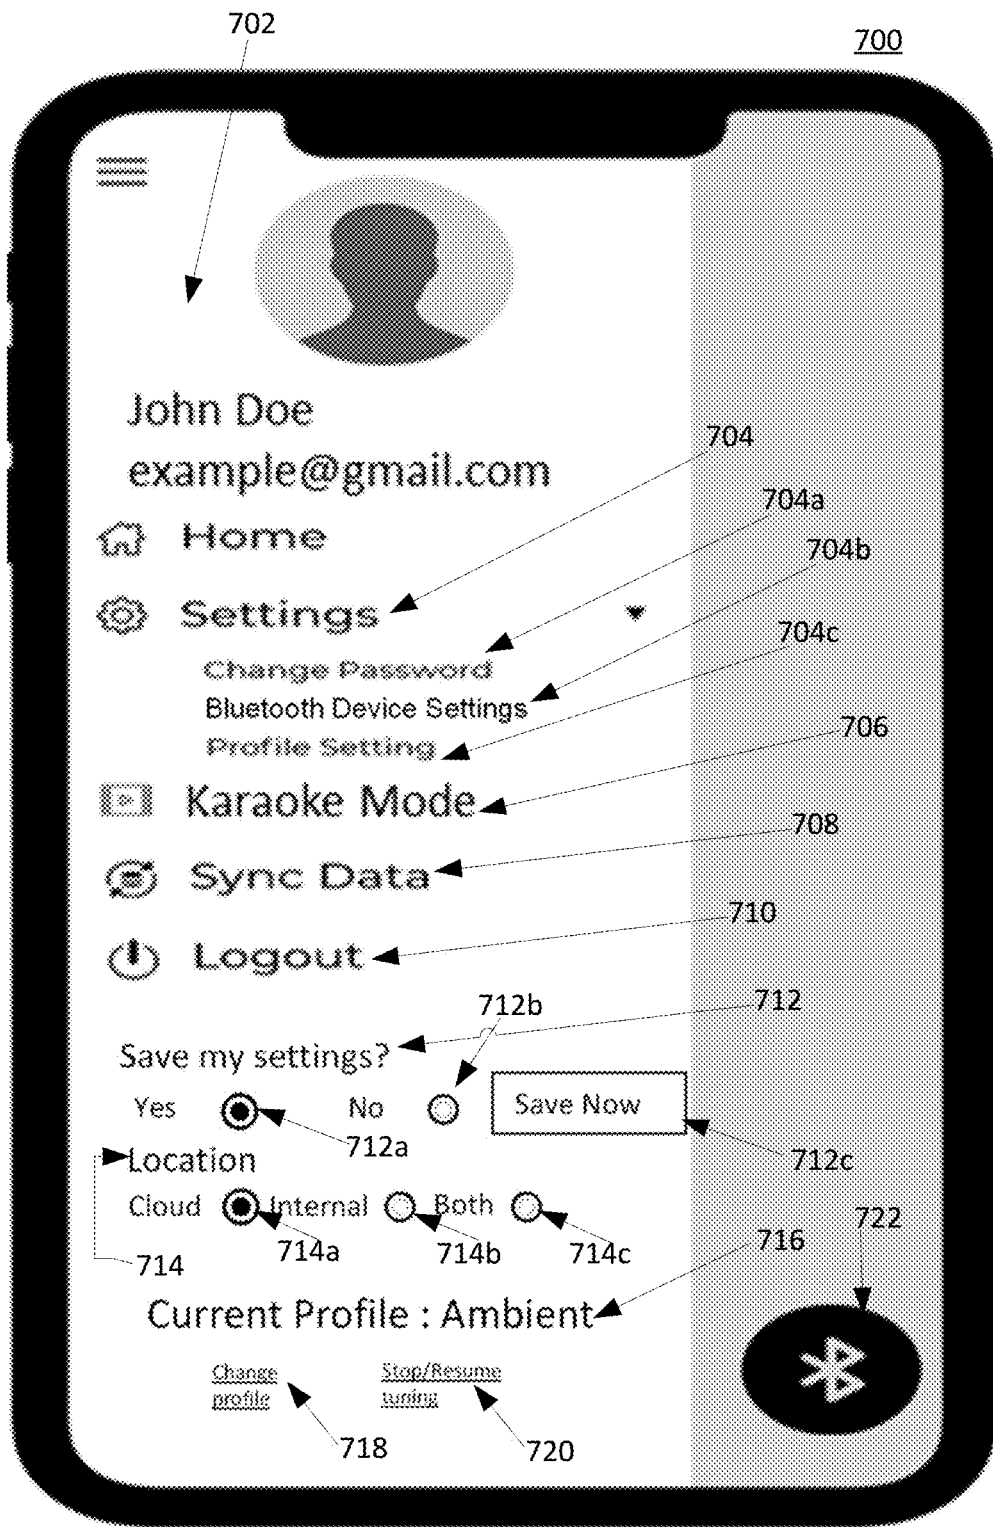 702
700
John Doe
example@gmail.com
704
704a
Home
704b
Settings
704c
Change Password
Bluetooth Device Settings
Profile Setting
706
Karaoke Mode
708
Sync Data
710
Logout
712b
712
Save my settings?
Yes No Save Now
712a
712c
Location
Cloud Internal Both
722
714 714a 714b 714c 716
Current Profile : Ambient
Change profile
Stop/Resume tuning
718 720